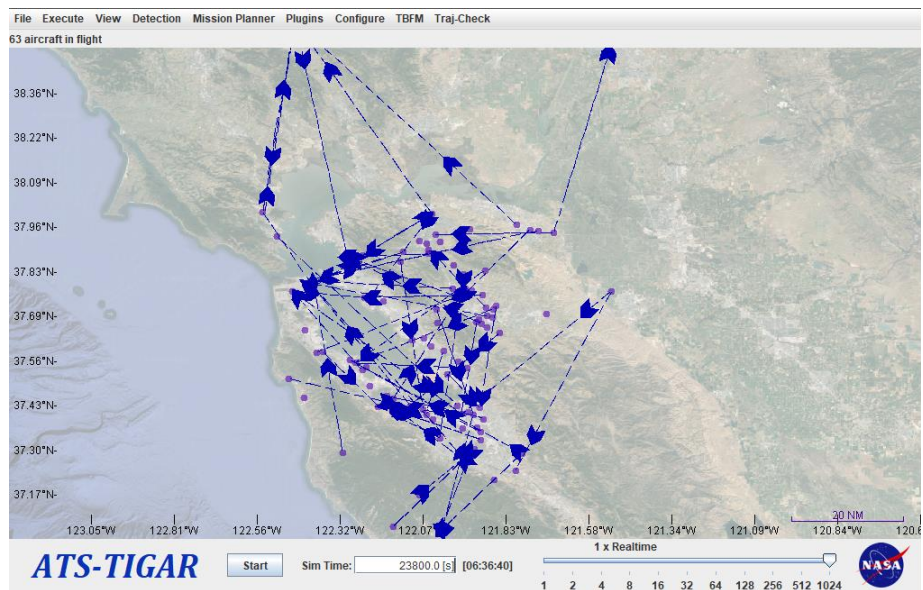 File Execute View Detection Mission Planner Plugins Configure TBFM Traj-Check
63 aircraft in flight
38.36°N-
38.22°N-
38.09°N-
37.96°N-
37.83°N-
37.69°N-
37.56°N-
37.43°N-
37.30°N-
37.17°N-
123.05°W 122.81°W 122.56°W 122.32°W 122.07°W 121.83°W 121.58°W 121.34°W 121.09°W 120.84°W 120.6
20 NM
ATS-TIGAR
Start
Sim Time: 23800.0 [s] [06:36:40]
1 x Realtime
1 2 4 8 16 32 64 128 256 512 1024
NASA